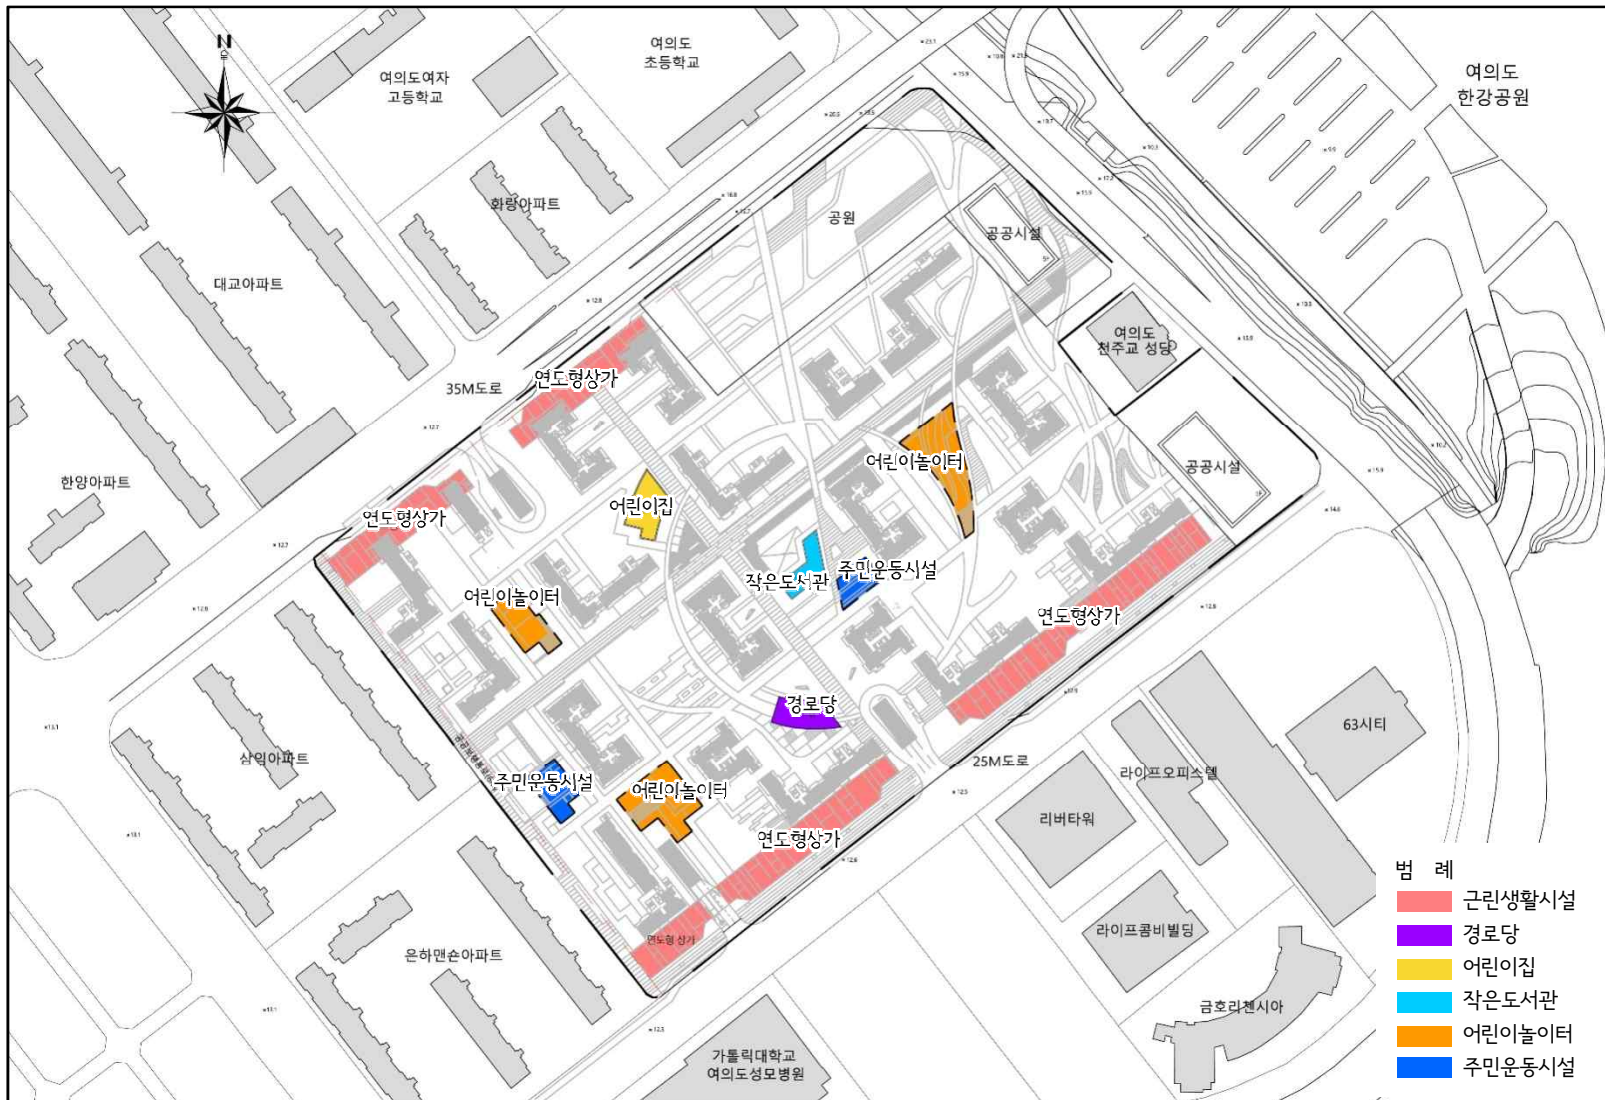 N
여의도
초등학교
여의도여자
고등학교
여의도
한강공원
화랑아파트
공원
공공시설
대교아파트
여의도
천주교 성당
35M도로
연도형상가
한양아파트
어린이놀이터
공공시설
어린이집
연도형상가
작은도서관
주민운동시설
어린이놀이터
연도형상가
경로당
63시티
삼익아파트
25M도로
라이프오피스텔
주민운동시설
어린이놀이터
리버타워
연도형상가
라이프콤비빌딩
연도형 상가
은하맨숀아파트
금호리첸시아
가톨릭대학교
여의도성모병원
범 례
근린생활시설
경로당
어린이집
작은도서관
어린이놀이터
주민운동시설